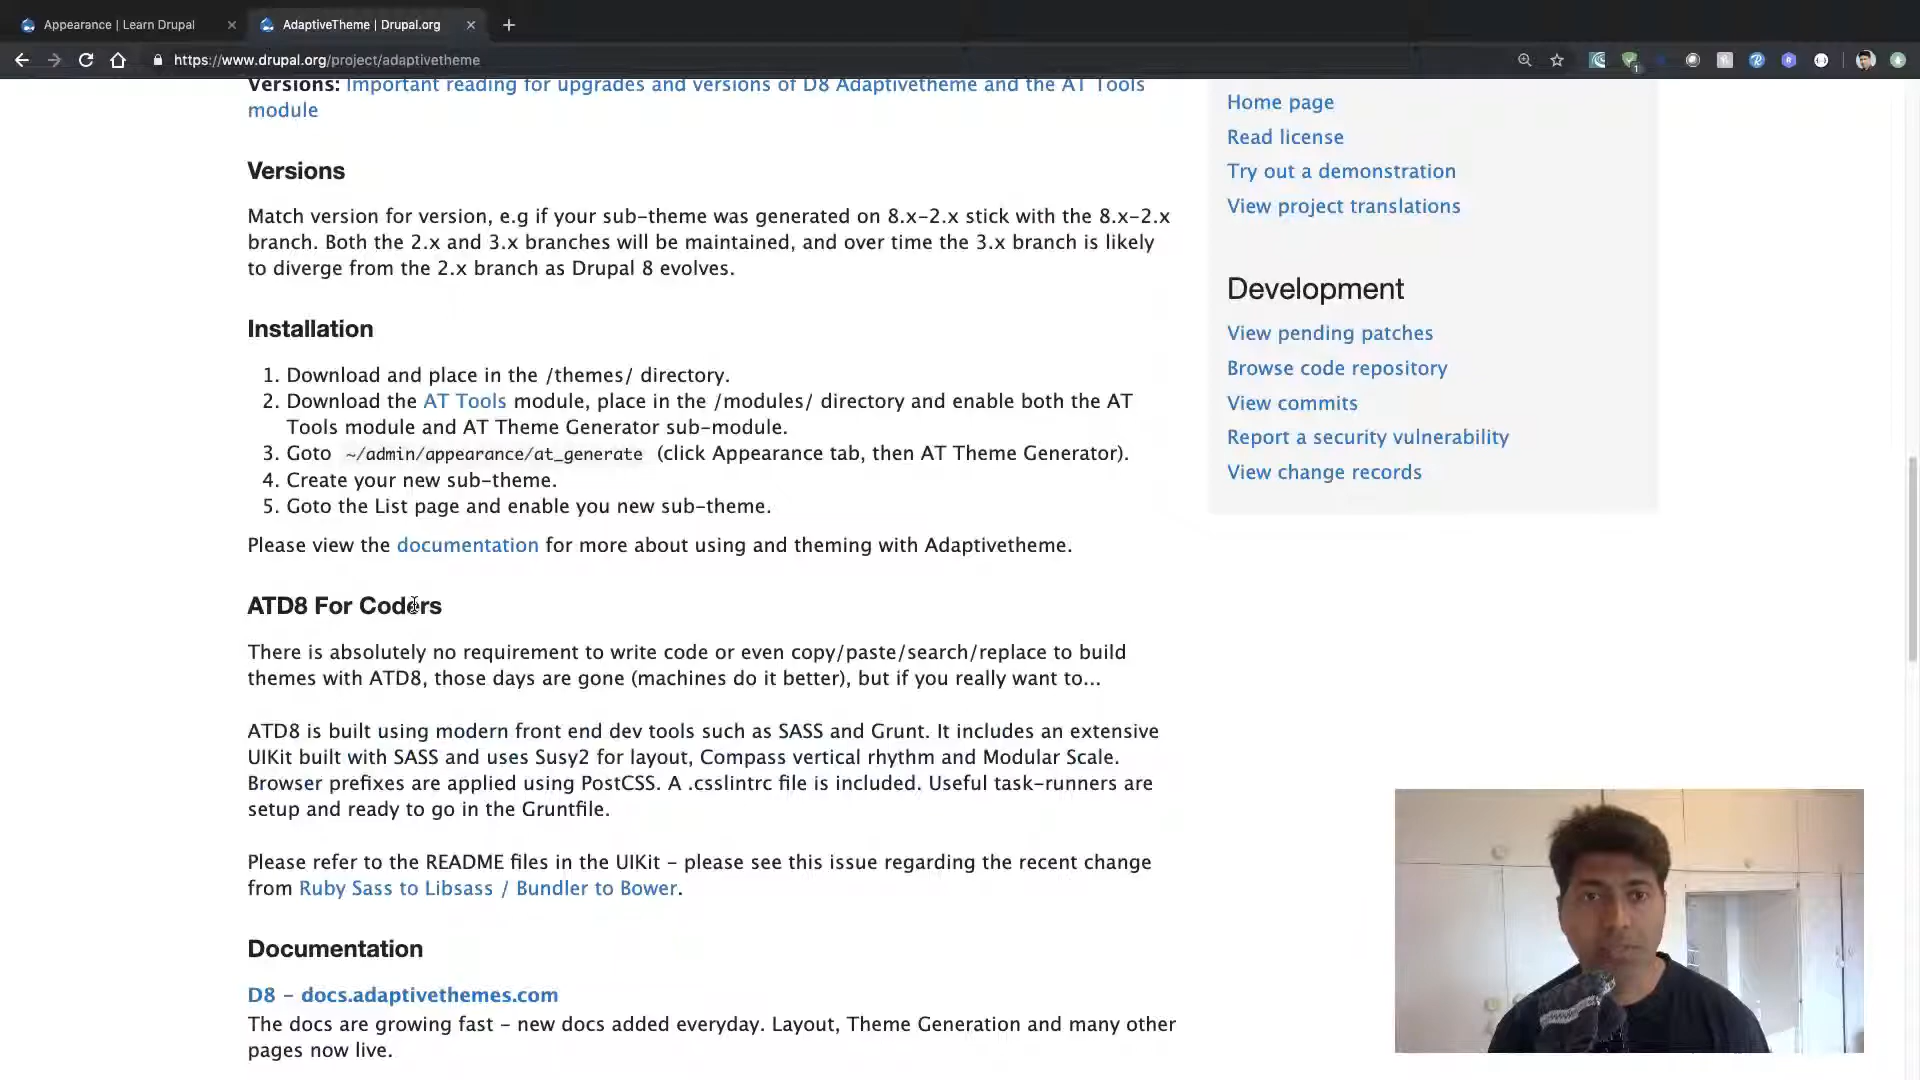 Appearance | Learn Drupal
AdaptiveTheme | Drupal.org
https://www.drupal.org/project/adaptivetheme
Versions: Important reading for upgrades and versions of D8 Adaptivetheme and the AT Tools
module
Versions
Match version for version, e.g if your sub-theme was generated on 8.x-2.x stick with the 8.x-2.x
branch. Both the 2.x and 3.x branches will be maintained, and over time the 3.x branch is likely
to diverge from the 2.x branch as Drupal 8 evolves.
Installation
1. Download and place in the /themes/ directory.
2. Download the AT Tools module, place in the /modules/ directory and enable both the AT
Tools module and AT Theme Generator sub-module.
3. Goto ~/admin/appearance/at_generate (click Appearance tab, then AT Theme Generator).
4. Create your new sub-theme.
5. Goto the List page and enable you new sub-theme.
Please view the documentation for more about using and theming with Adaptivetheme.
ATD8 For Coders
There is absolutely no requirement to write code or even copy/paste/search/replace to build
themes with ATD8, those days are gone (machines do it better), but if you really want to...
ATD8 is built using modern front end dev tools such as SASS and Grunt. It includes an extensive
UIKit built with SASS and uses Susy2 for layout, Compass vertical rhythm and Modular Scale.
Browser prefixes are applied using PostCSS. A .csslintrc file is included. Useful task-runners are
setup and ready to go in the Gruntfile.
Please refer to the README files in the UIKit - please see this issue regarding the recent change
from Ruby Sass to Libsass / Bundler to Bower.
Documentation
D8 - docs.adaptivethemes.com
The docs are growing fast - new docs added everyday. Layout, Theme Generation and many other
pages now live.
Home page
Read license
Try out a demonstration
View project translations
Development
View pending patches
Browse code repository
View commits
Report a security vulnerability
View change records